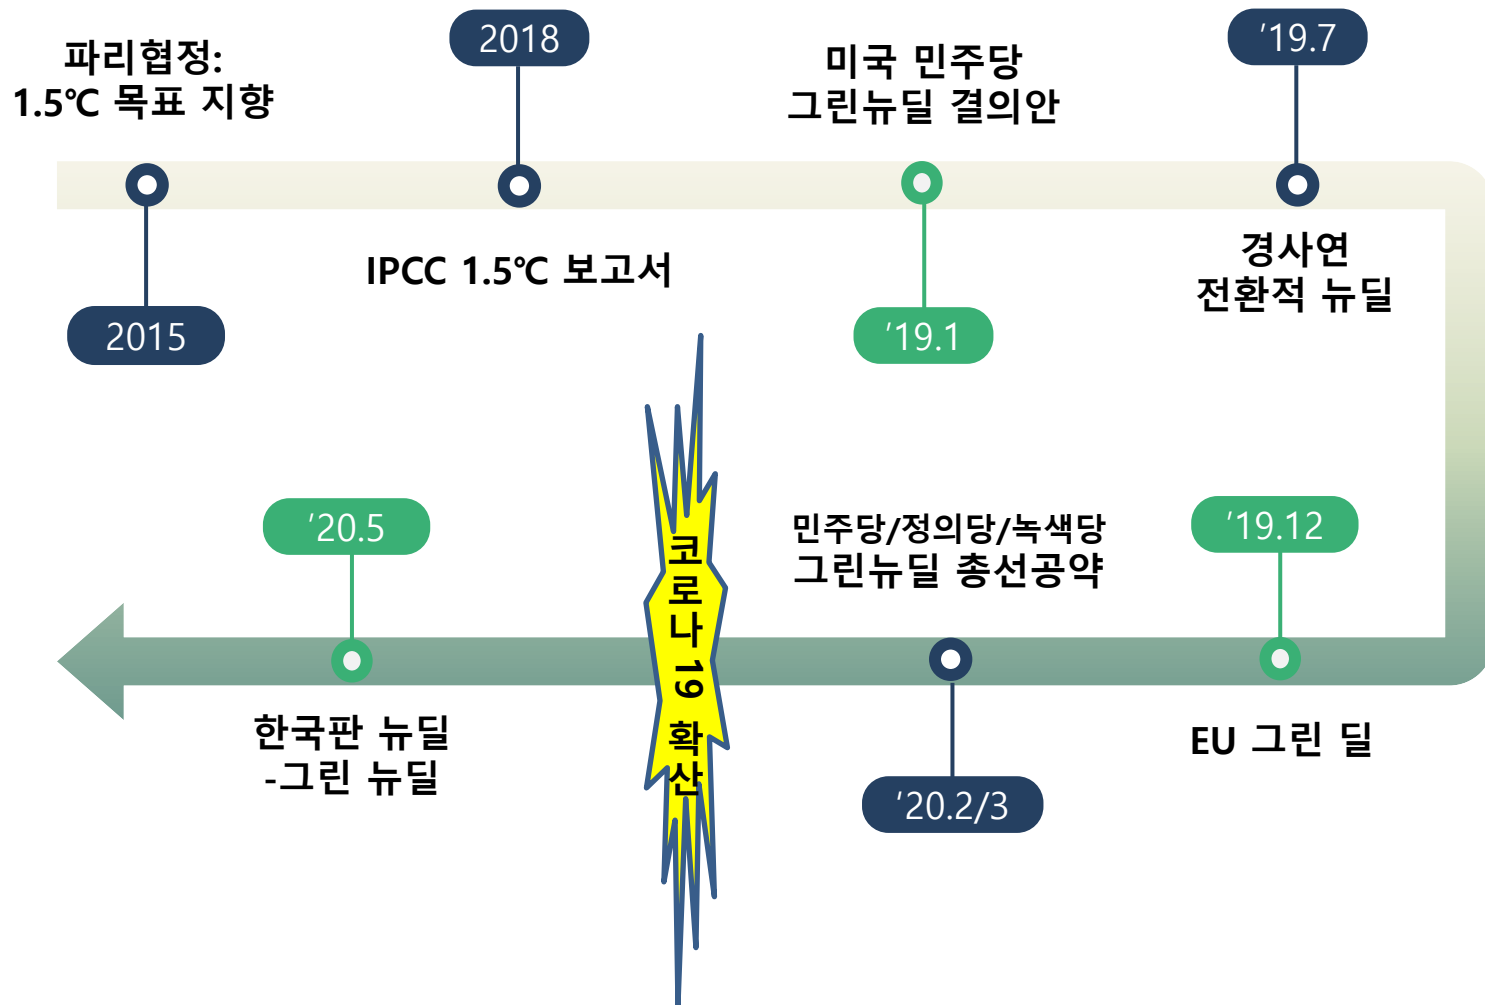 파리협정:
1.5℃ 목표 지향
2015
2018
IPCC 1.5℃ 보고서
미국 민주당
그린뉴딜 결의안
'19.1
'19.7
경사연
전환적 뉴딜
'19.12
EU 그린 딜
민주당/정의당/녹색당
그린뉴딜 총선공약
'20.2/3
코로나 19 확산
'20.5
한국판 뉴딜
-그린 뉴딜